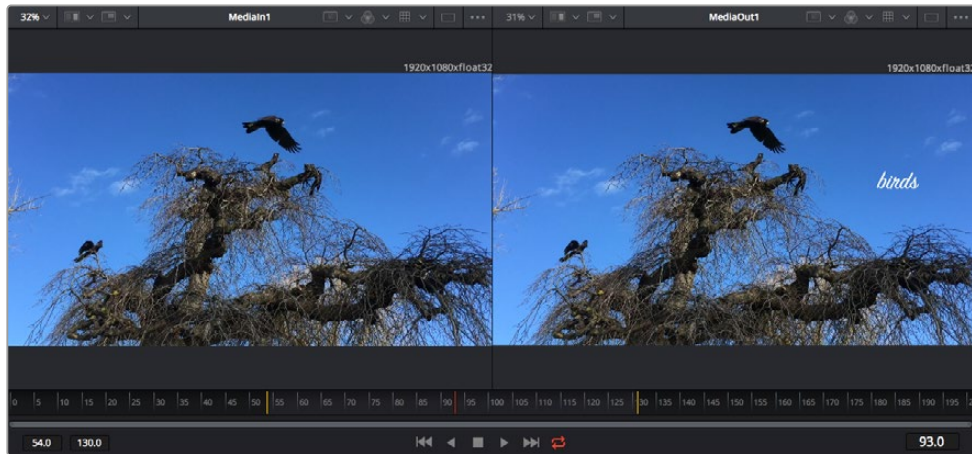 32% MediaIn1
31% MediaOut1
1920x1080xfloat32
1920x1080xfloat32
birds
0 5 10 15 20 25 30 35 40 45 50 55 60 65 70 75 80 85 90 95 100 105 110 115 120 125 130 135 140 145 150 155 160 165 170 175 180 185 190 195
54.0 130.0 93.0